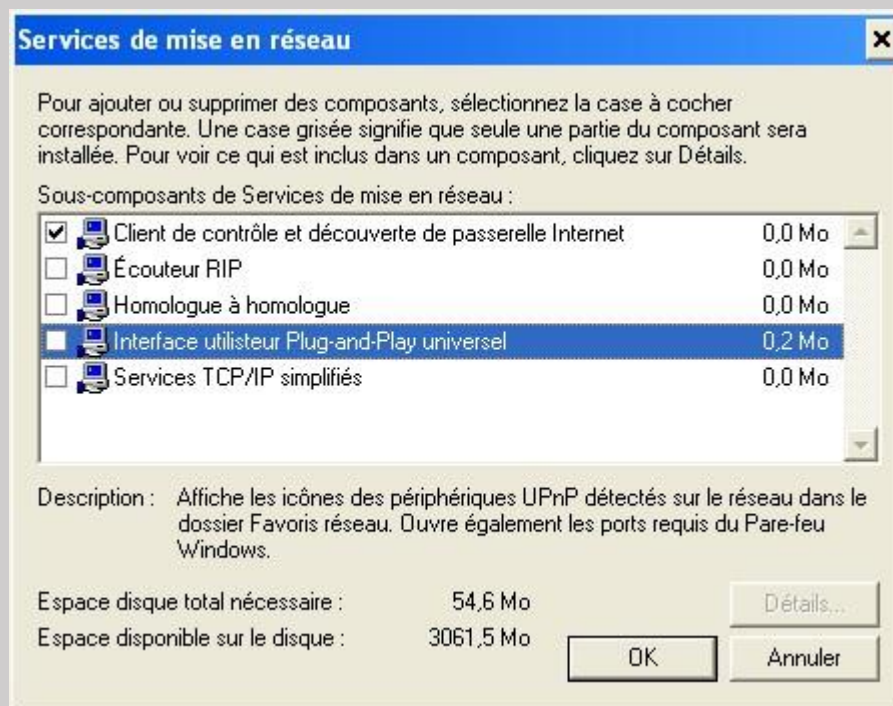 Services de mise en réseau
Pour ajouter ou supprimer des composants, sélectionnez la case à cocher
correspondante. Une case grisée signifie que seule une partie du composant sera
installée. Pour voir ce qui est inclus dans un composant, cliquez sur Détails.
Sous-composants de Services de mise en réseau :
Client de contrôle et découverte de passerelle Internet 0,0 Mo
Écouteur RIP 0,0 Mo
Homologue à homologue 0,0 Mo
Interface utilisteur Plug-and-Play universel 0,2 Mo
Services TCP/IP simplifiés 0,0 Mo
Description : Affiche les icônes des périphériques UPnP détectés sur le réseau dans le
dossier Favoris réseau. Ouvre également les ports requis du Pare-feu
Windows.
Espace disque total nécessaire : 54,6 Mo Détails...
Espace disponible sur le disque : 3061,5 Mo
OK Annuler